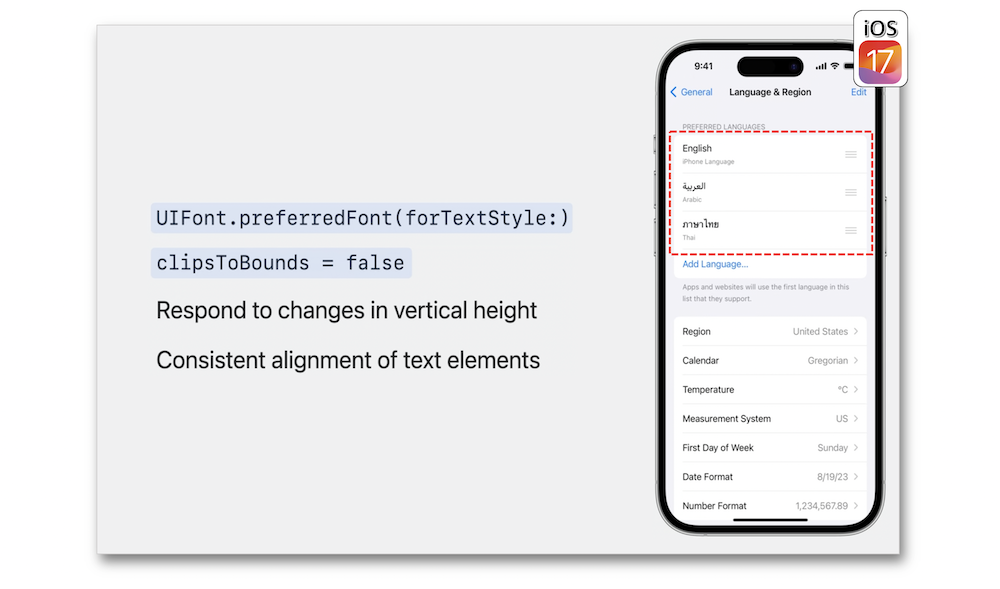 iOS
17
UIFont.preferredFont(forTextStyle:)
clipsToBounds = false
Respond to changes in vertical height
Consistent alignment of text elements
9:41
General Language & Region Edit
PREFERRED LANGUAGES
English
iPhone Language
العربية
Arabic
ภาษาไทย
Thai
Add Language...
Apps and websites will use the first language in this
list that they support.
Region United States
Calendar Gregorian
Temperature °C
Measurement System US
First Day of Week Sunday
Date Format 8/19/23
Number Format 1,234,567.89